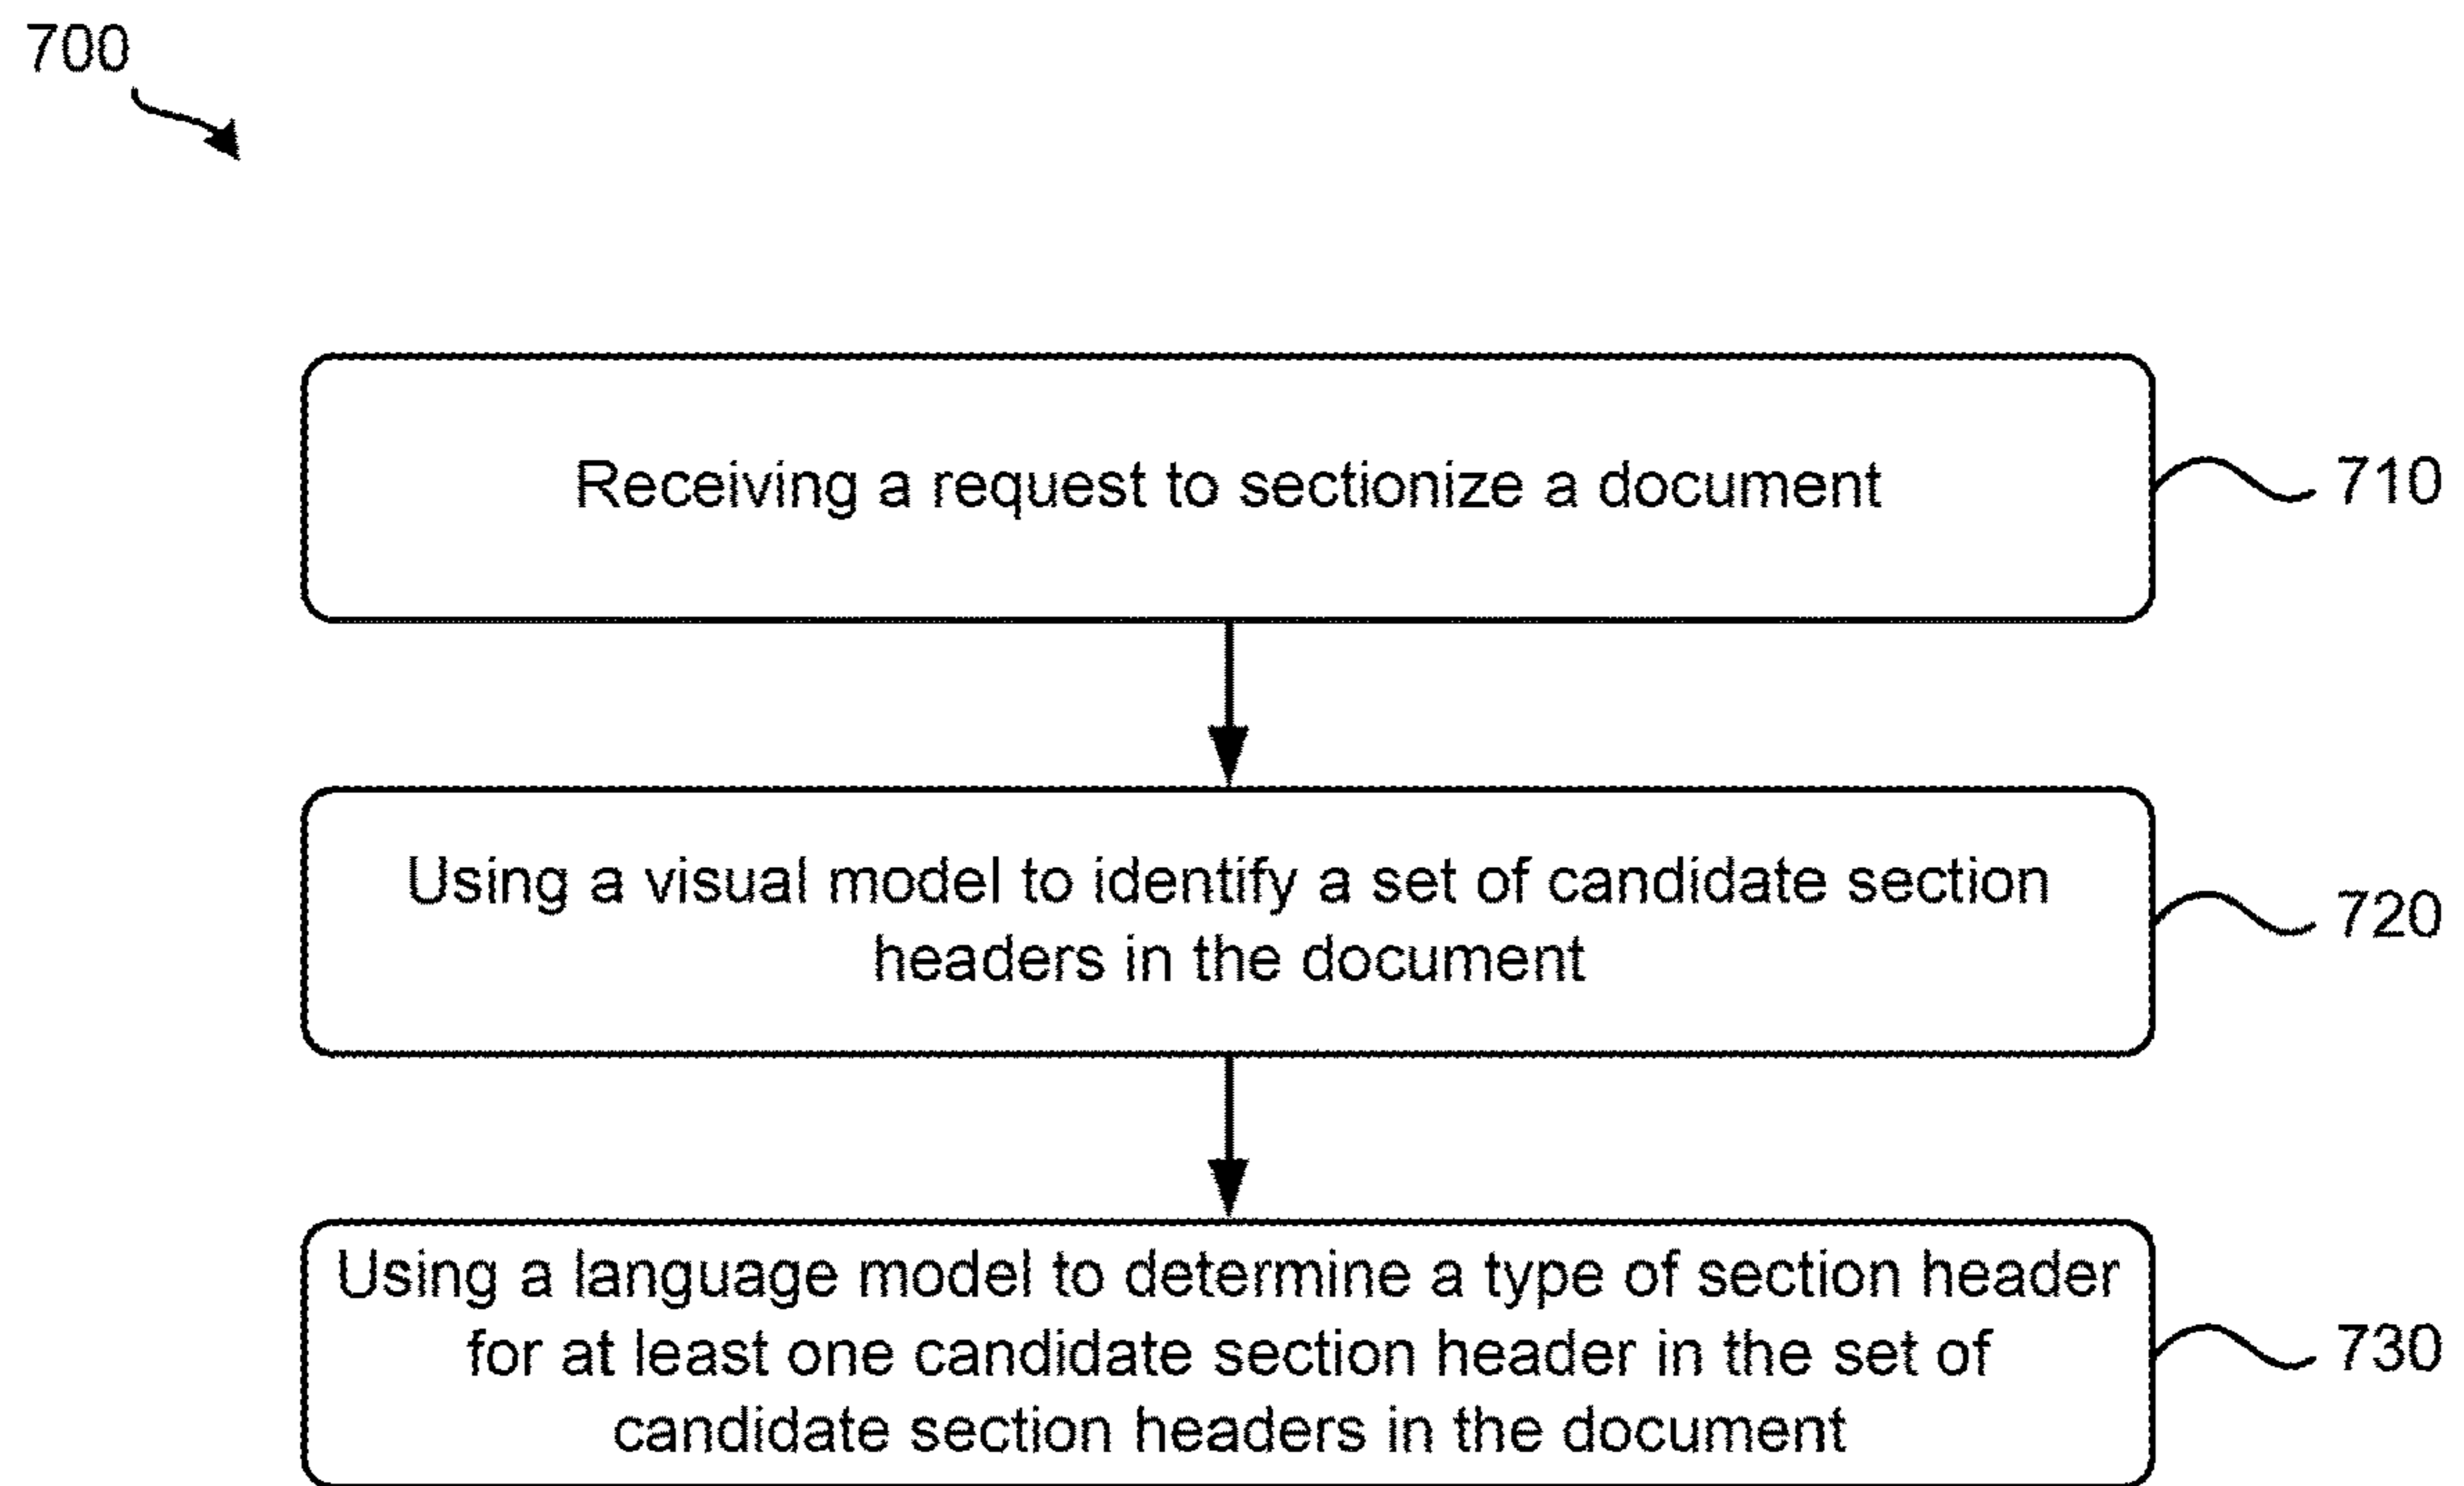 700
Receiving a request to sectionize a document
710
Using a visual model to identify a set of candidate section
headers in the document
720
Using a language model to determine a type of section header
for at least one candidate section header in the set of
candidate section headers in the document
730